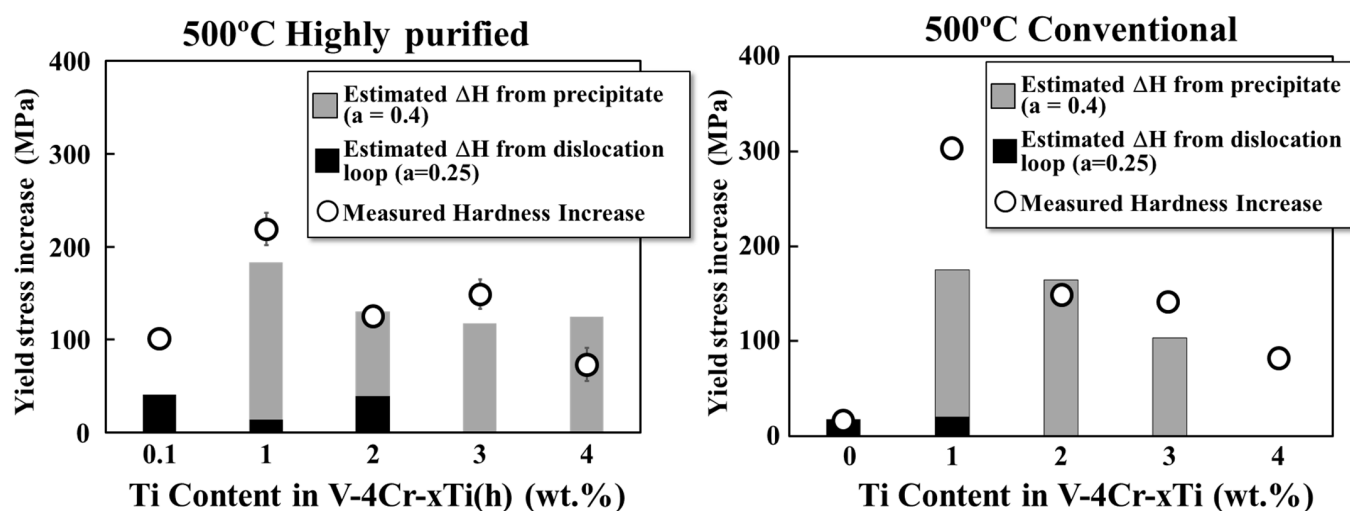 500ºC Highly purified
Yield stress increase (MPa)
400
300
200
100
0
Estimated ΔH from precipitate
(a = 0.4)
Estimated ΔH from dislocation
loop (a=0.25)
Measured Hardness Increase
0.1 1 2 3 4
Ti Content in V-4Cr-xTi(h) (wt.%)
500ºC Conventional
Yield stress increase (MPa)
400
300
200
100
0
Estimated ΔH from precipitate
(a = 0.4)
Estimated ΔH from dislocation
loop (a=0.25)
Measured Hardness Increase
0 1 2 3 4
Ti Content in V-4Cr-xTi (wt.%)